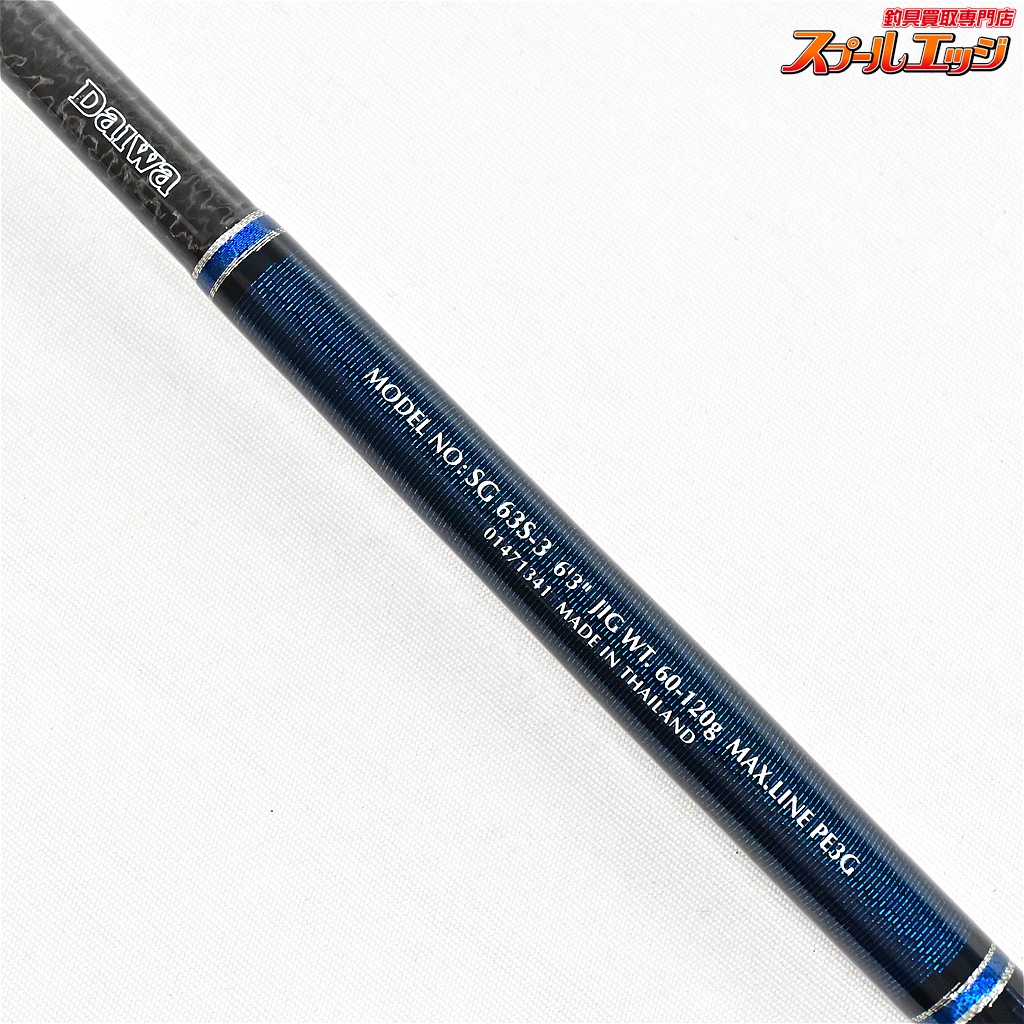 釣具買取専門店
スプールエッジ
Daiwa
MODEL NO: SG 63S-3 6'3" JIG WT. 60-120g MAX.LINE PE3G
01471341 MADE IN THAILAND